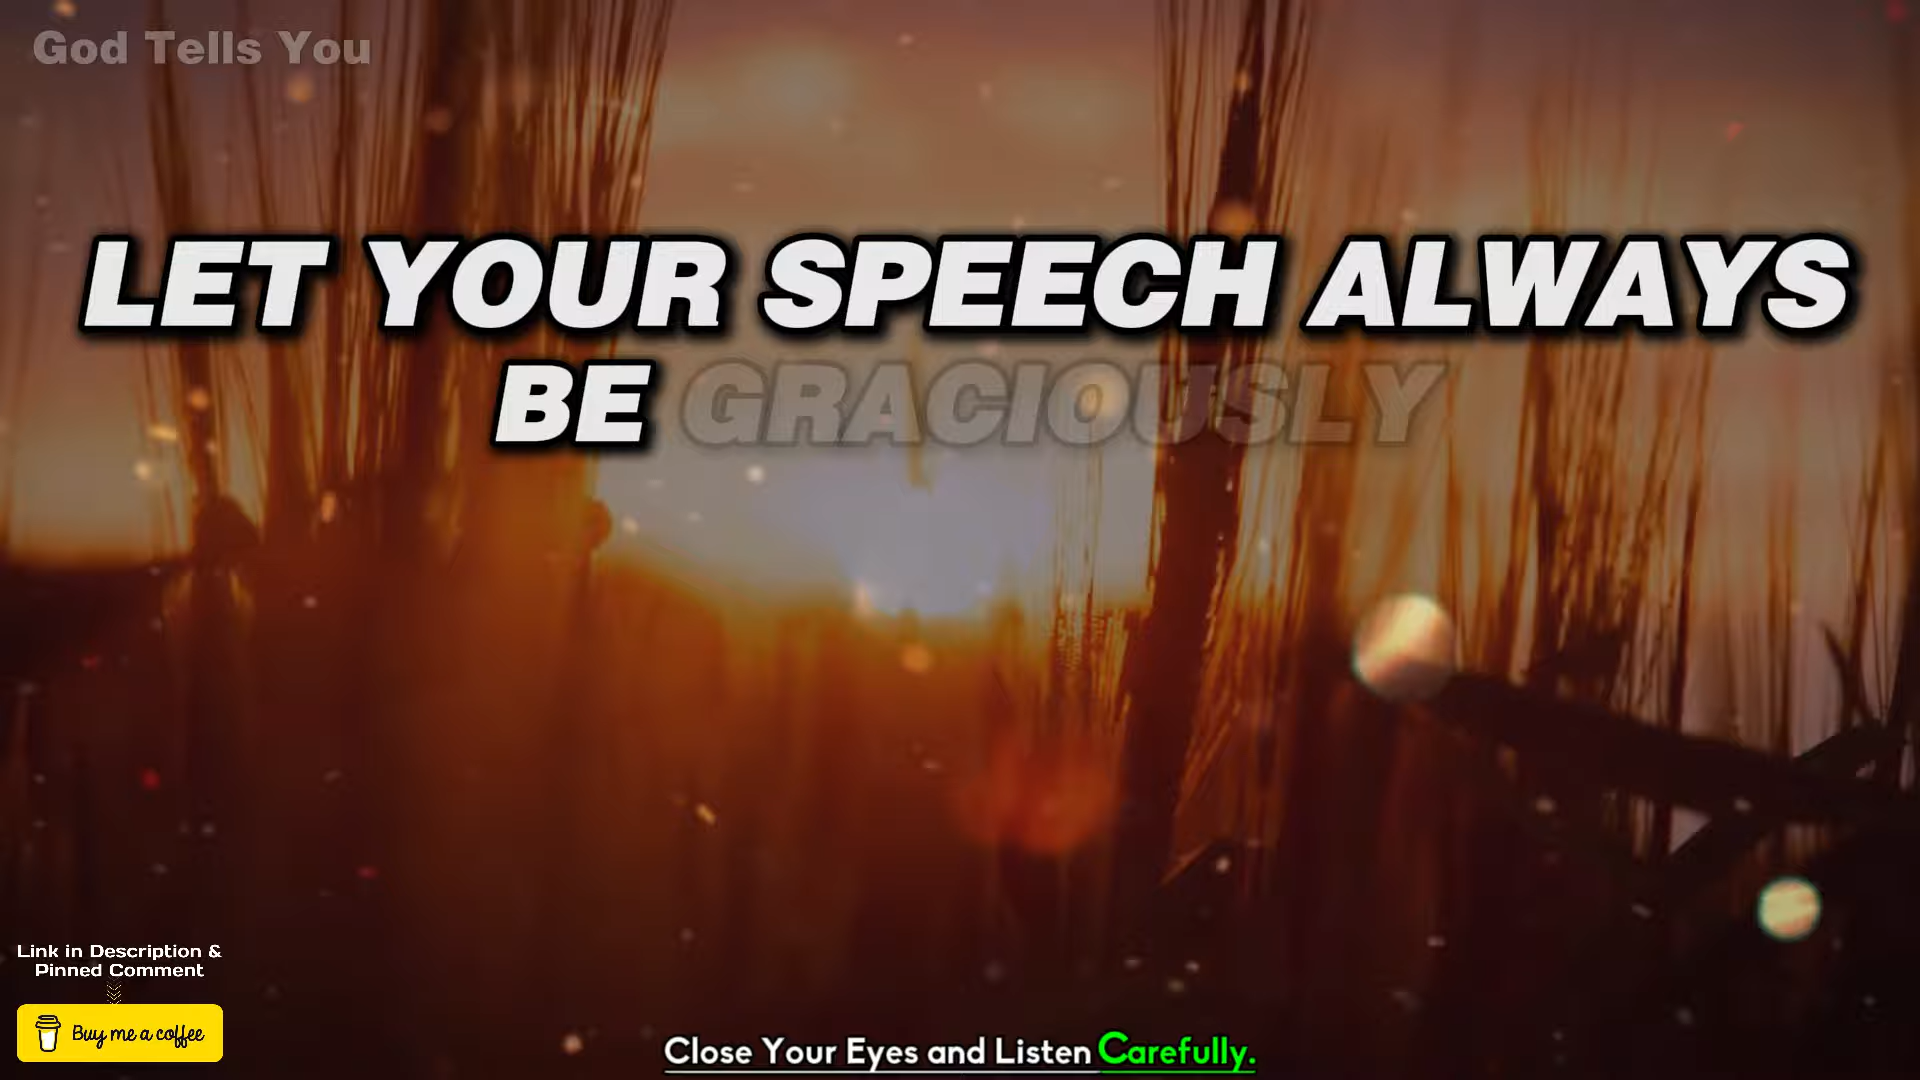 God Tells You
LET YOUR SPEECH ALWAYS
BE GRACIOUSLY
Link in Description &
Pinned Comment
Buy me a coffee
Close Your Eyes and Listen Carefully.